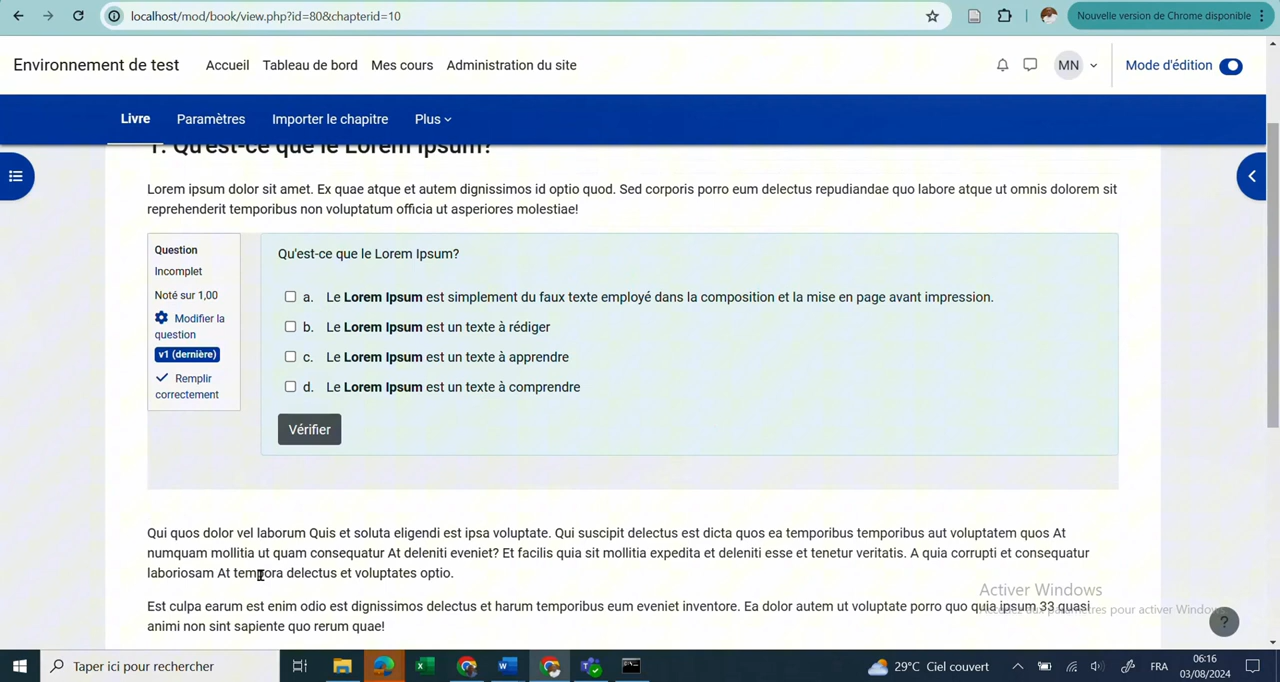 localhost/mod/book/view.php?id=80&chapterid=10
Nouvelle version de Chrome disponible
Environnement de test
Accueil
Tableau de bord
Mes cours
Administration du site
MN
Mode d'édition
Livre
Paramètres
Importer le chapitre
Plus
1. Qu'est-ce que le Lorem Ipsum?
Lorem ipsum dolor sit amet. Ex quae atque et autem dignissimos id optio quod. Sed corporis porro eum delectus repudiandae quo labore atque ut omnis dolorem sit
reprehenderit temporibus non voluptatum officia ut asperiores molestiae!
Question
Incomplet
Noté sur 1,00
Modifier la
question
v1 (dernière)
Remplir
correctement
Qu'est-ce que le Lorem Ipsum?
a. Le Lorem Ipsum est simplement du faux texte employé dans la composition et la mise en page avant impression.
b. Le Lorem Ipsum est un texte à rédiger
c. Le Lorem Ipsum est un texte à apprendre
d. Le Lorem Ipsum est un texte à comprendre
Vérifier
Qui quos dolor vel laborum Quis et soluta eligendi est ipsa voluptate. Qui suscipit delectus est dicta quos ea temporibus temporibus aut voluptatem quos At
numquam mollitia ut quam consequatur At deleniti eveniet? Et facilis quia sit mollitia expedita et deleniti esse et tenetur veritatis. A quia corrupti et consequatur
laboriosam At tempora delectus et voluptates optio.
Est culpa earum est enim odio est dignissimos delectus et harum temporibus eum eveniet inventore. Ea dolor autem ut voluptate porro quo quia ipsum 33 quasi
animi non sint sapiente quo rerum quae!
Activer Windows
paramètres pour activer Windows
?
Taper ici pour rechercher
29°C Ciel couvert
FRA
06:16
03/08/2024